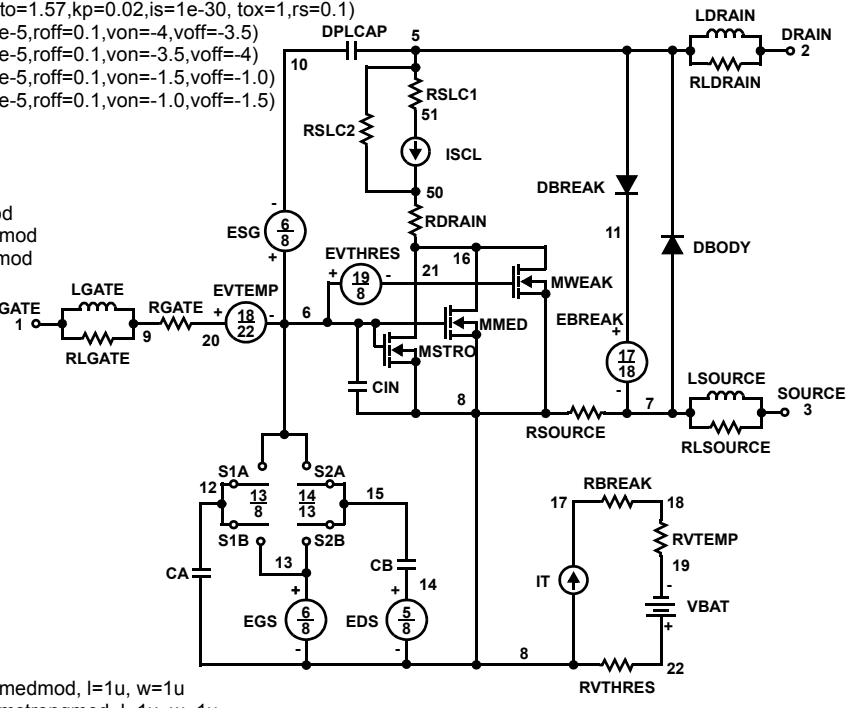 to=1.57,kp=0.02,is=1e-30, tox=1,rs=0.1)
e-5,roff=0.1,von=-4,voff=-3.5)
e-5,roff=0.1,von=-3.5,voff=-4)
e-5,roff=0.1,von=-1.5,voff=-1.0)
e-5,roff=0.1,von=-1.0,voff=-1.5)
LDRAIN
DPLCAP 5 DRAIN
10 2
RLDRAIN
RSLC1
51
RSLC2
ISCL
50
DBREAK
od
mod
mod
ESG 6 8 - +
RDRAIN
11
DBODY
EVTHRES
+ 19 8 - 21 16
MWEAK
LGATE EVTEMP
GATE RGATE + 18 22 - 6
1 9 20
RLGATE
MMED
EBREAK +
17 18 -
MSTRO
CIN
LSOURCE
SOURCE
8 7 3
RSOURCE
RLSOURCE
S1A S2A
12 13 8 14 13 15
S1B S2B
RBREAK
17 18
RVTEMP
13 CB
CA 14
19
IT
-
VBAT
+
+ +
EGS 6 8 EDS 5 8
- -
8 22
RVTHRES
medmod, l=1u, w=1u